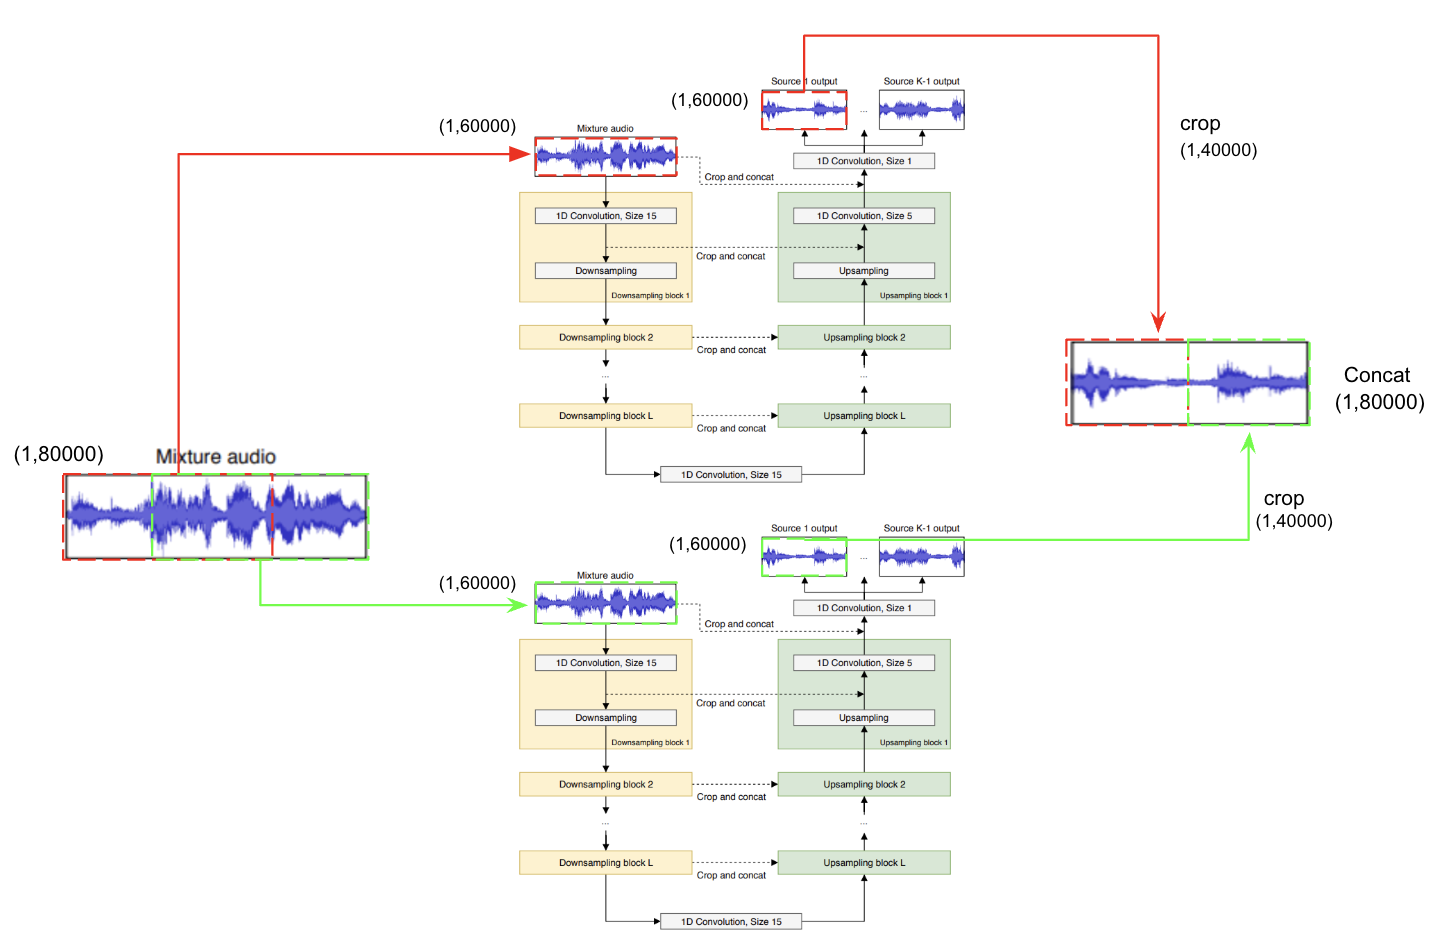 (1,80000)
Mixture audio
(1,60000)
Mixture audio
(1,60000)
Source 1 output
Source K-1 output
...
1D Convolution, Size 1
Crop and concat
1D Convolution, Size 15
1D Convolution, Size 5
Crop and concat
Downsampling
Upsampling
Downsampling block 1
Upsampling block 1
Downsampling block 2
Crop and concat
Upsampling block 2
...
...
Downsampling block L
Crop and concat
Upsampling block L
1D Convolution, Size 15
crop
(1,40000)
(1,60000)
Mixture audio
(1,60000)
Source 1 output
Source K-1 output
...
1D Convolution, Size 1
Crop and concat
1D Convolution, Size 15
1D Convolution, Size 5
Crop and concat
Downsampling
Upsampling
Downsampling block 1
Upsampling block 1
Downsampling block 2
Crop and concat
Upsampling block 2
...
...
Downsampling block L
Crop and concat
Upsampling block L
1D Convolution, Size 15
crop
(1,40000)
Concat
(1,80000)